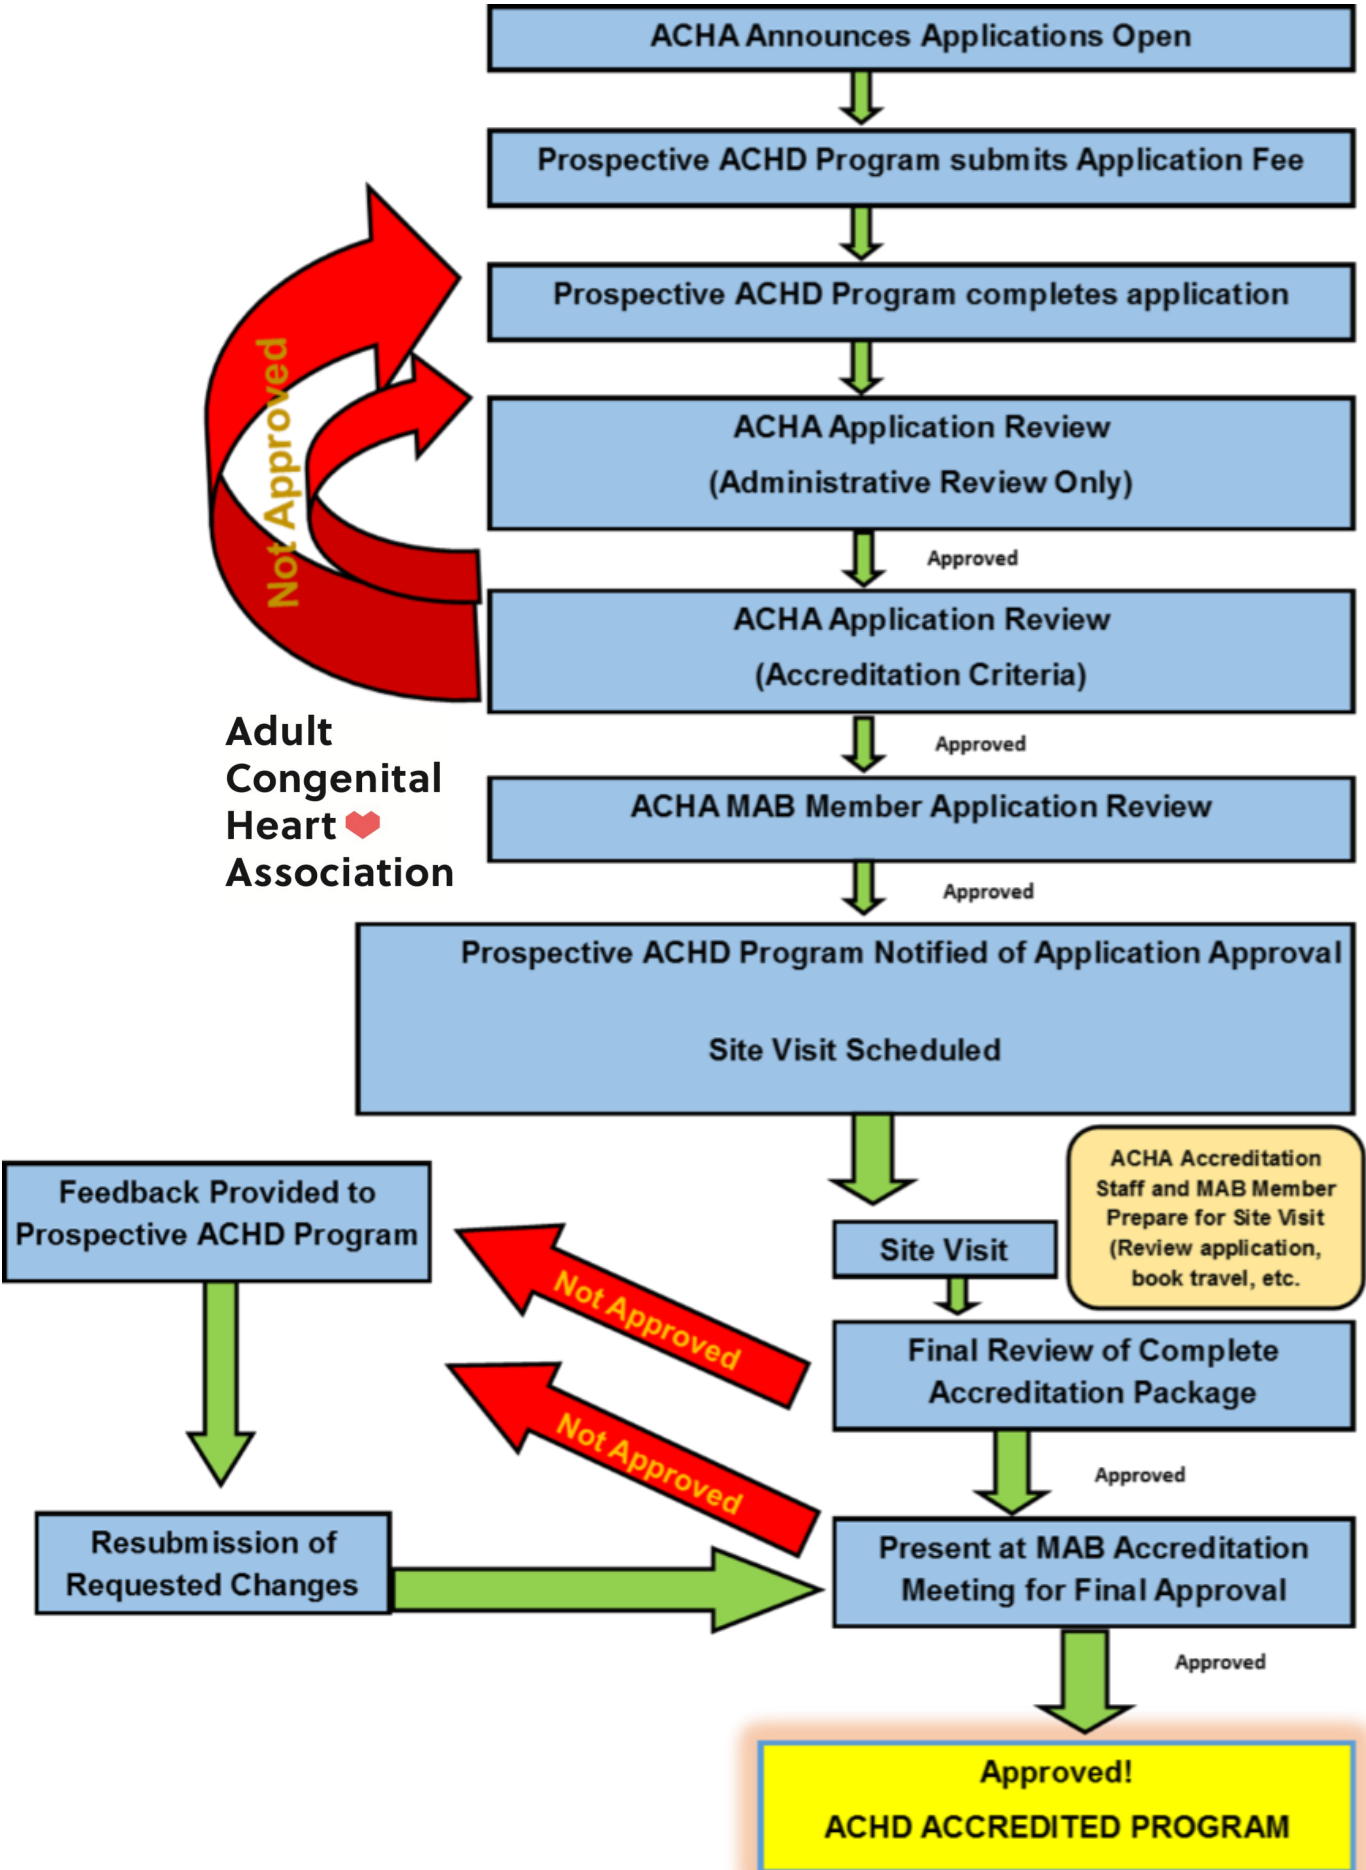 ACHA Announces Applications Open
Prospective ACHD Program submits Application Fee
Prospective ACHD Program completes application
Not Approved
ACHA Application Review
(Administrative Review Only)
Approved
ACHA Application Review
(Accreditation Criteria)
Approved
Adult
Congenital
Heart
Association
ACHA MAB Member Application Review
Approved
Prospective ACHD Program Notified of Application Approval
Site Visit Scheduled
ACHA Accreditation
Staff and MAB Member
Prepare for Site Visit
(Review application,
book travel, etc.
Feedback Provided to
Prospective ACHD Program
Site Visit
Not Approved
Final Review of Complete
Accreditation Package
Not Approved
Approved
Resubmission of
Requested Changes
Present at MAB Accreditation
Meeting for Final Approval
Approved
Approved!
ACHD ACCREDITED PROGRAM